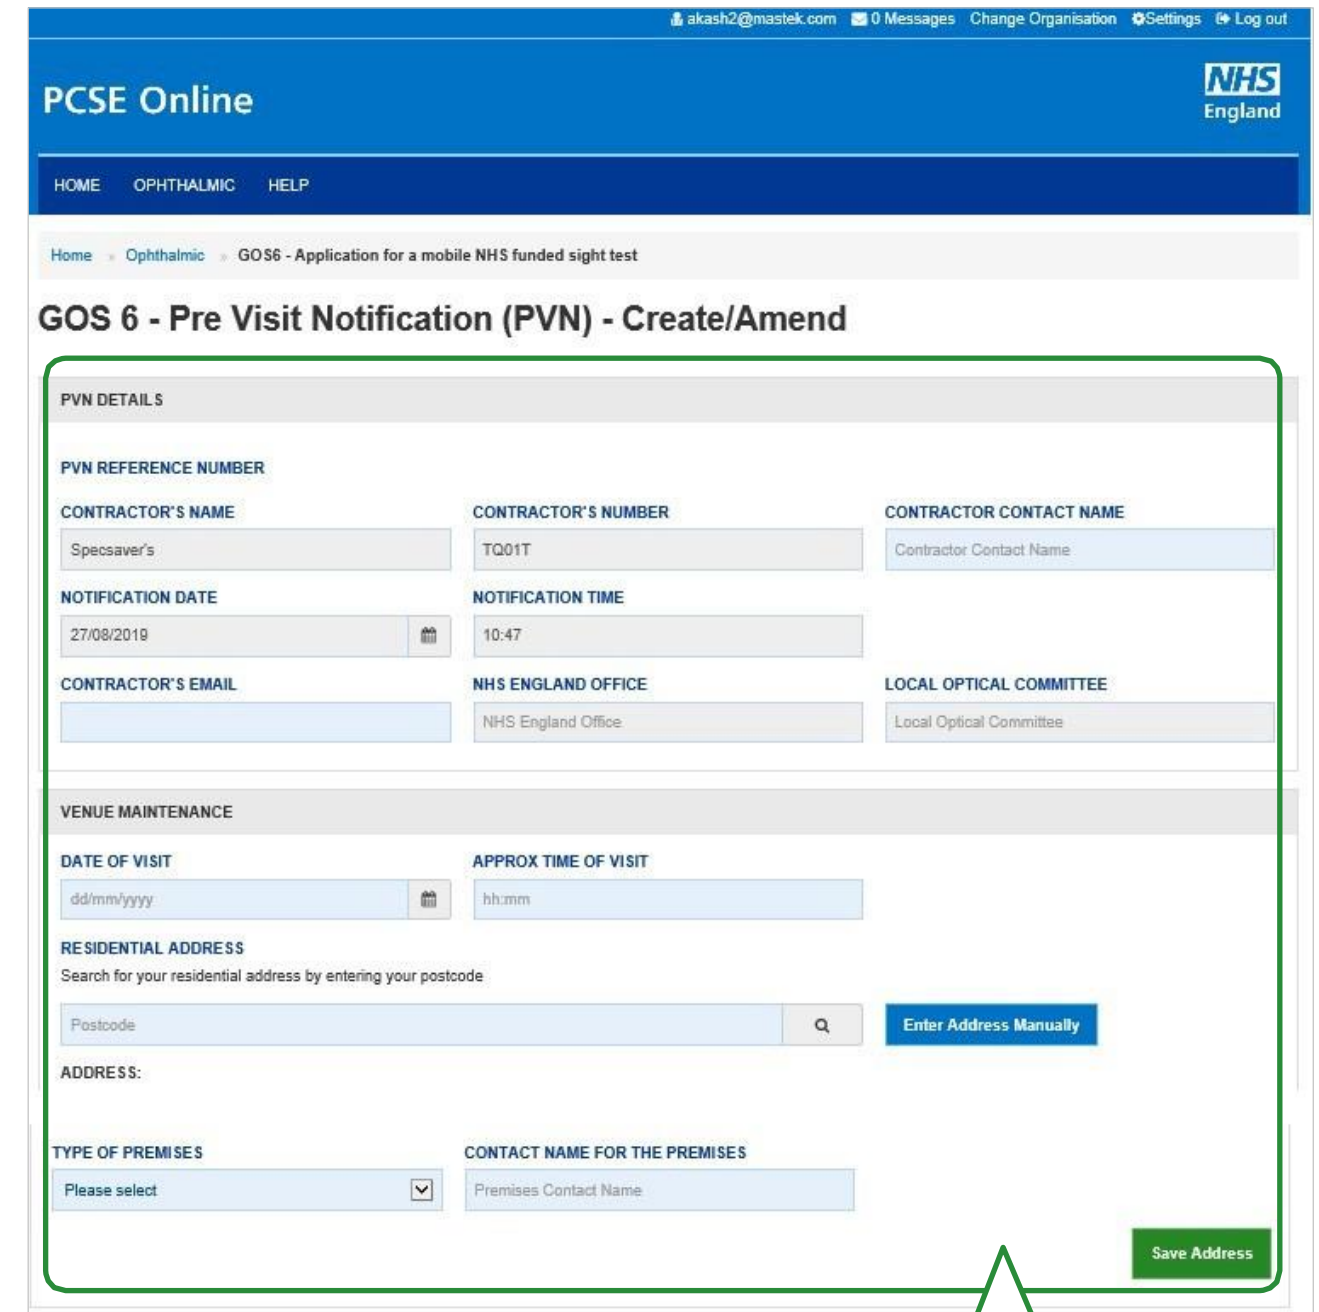 akash2@mastek.com 0 Messages Change Organisation Settings Log out
PCSE Online
NHS
England
HOME OPHTHALMIC HELP
Home » Ophthalmic » GOS6 - Application for a mobile NHS funded sight test
GOS 6 - Pre Visit Notification (PVN) - Create/Amend
PVN DETAILS
PVN REFERENCE NUMBER
CONTRACTOR'S NAME CONTRACTOR'S NUMBER CONTRACTOR CONTACT NAME
Specsaver's TQ01T Contractor Contact Name
NOTIFICATION DATE NOTIFICATION TIME
27/08/2019 10:47
CONTRACTOR'S EMAIL NHS ENGLAND OFFICE LOCAL OPTICAL COMMITTEE
NHS England Office Local Optical Committee
VENUE MAINTENANCE
DATE OF VISIT APPROX TIME OF VISIT
dd/mm/yyyy hh:mm
RESIDENTIAL ADDRESS
Search for your residential address by entering your postcode
Postcode Enter Address Manually
ADDRESS:
TYPE OF PREMISES CONTACT NAME FOR THE PREMISES
Please select Premises Contact Name
Save Address